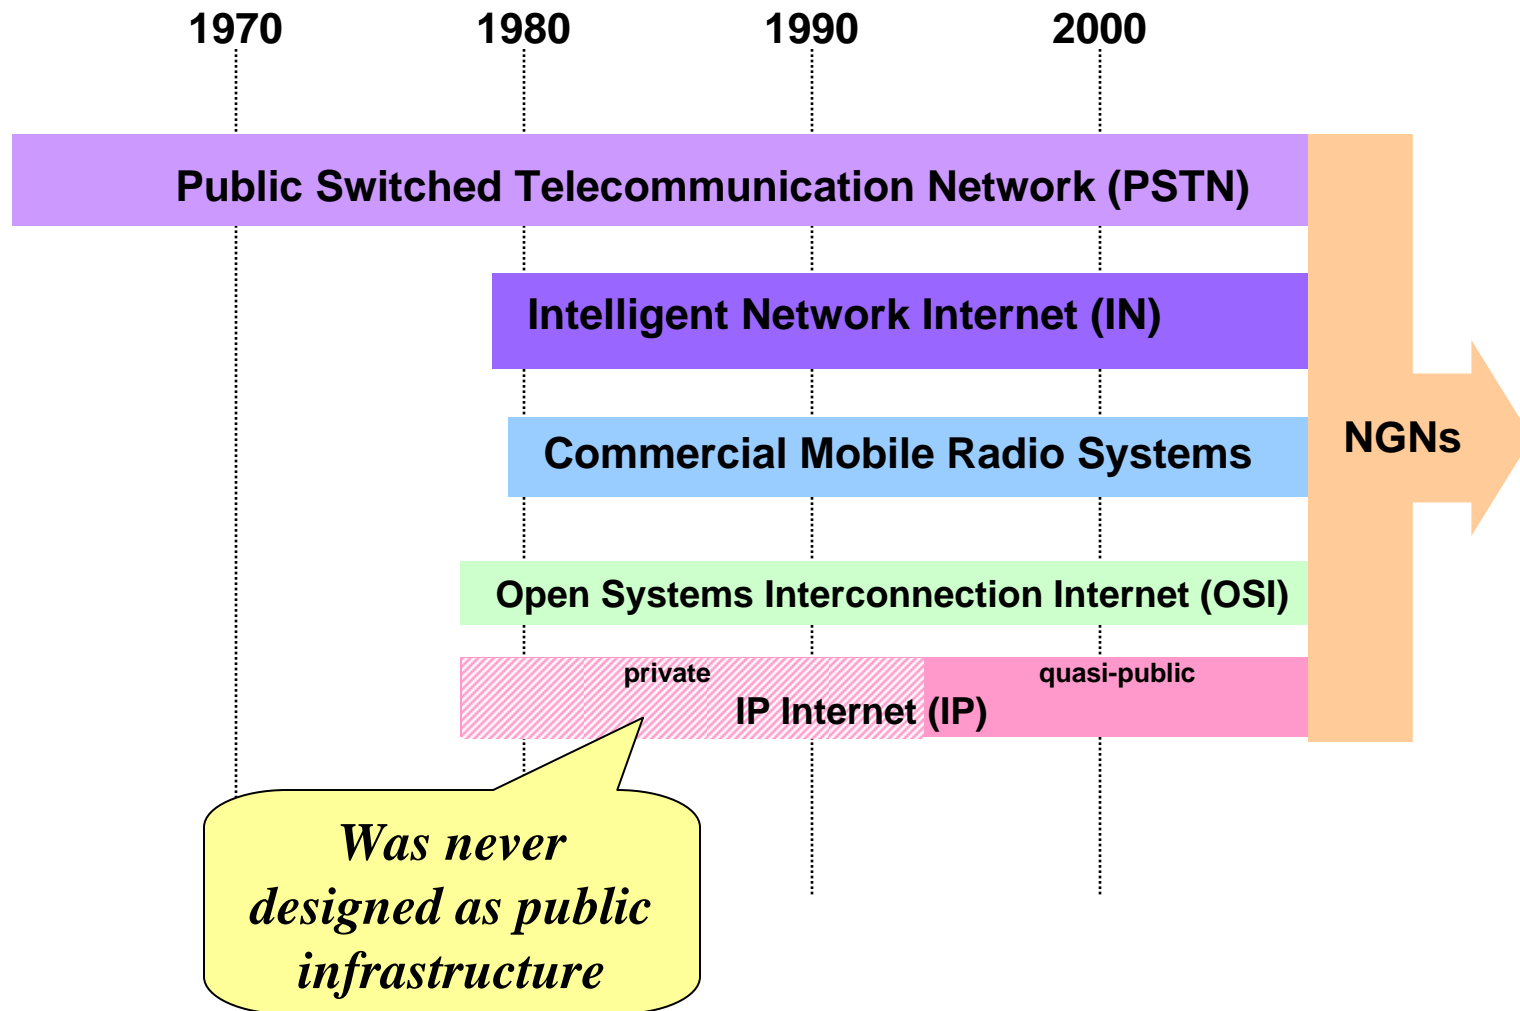 1970 1980 1990 2000
Public Switched Telecommunication Network (PSTN)
Intelligent Network Internet (IN)
Commercial Mobile Radio Systems
NGNs
Open Systems Interconnection Internet (OSI)
private quasi-public
IP Internet (IP)
Was never
designed as public
infrastructure